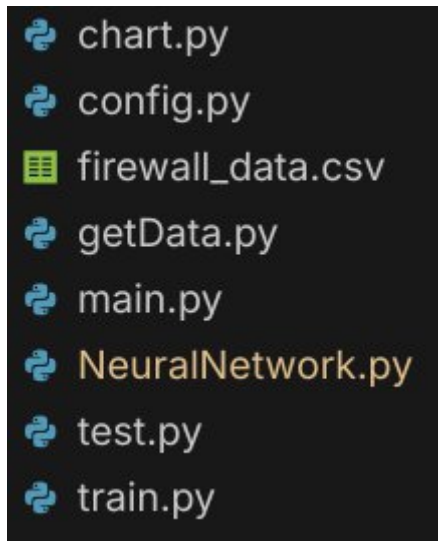 chart.py
config.py
firewall_data.csv
getData.py
main.py
NeuralNetwork.py
test.py
train.py